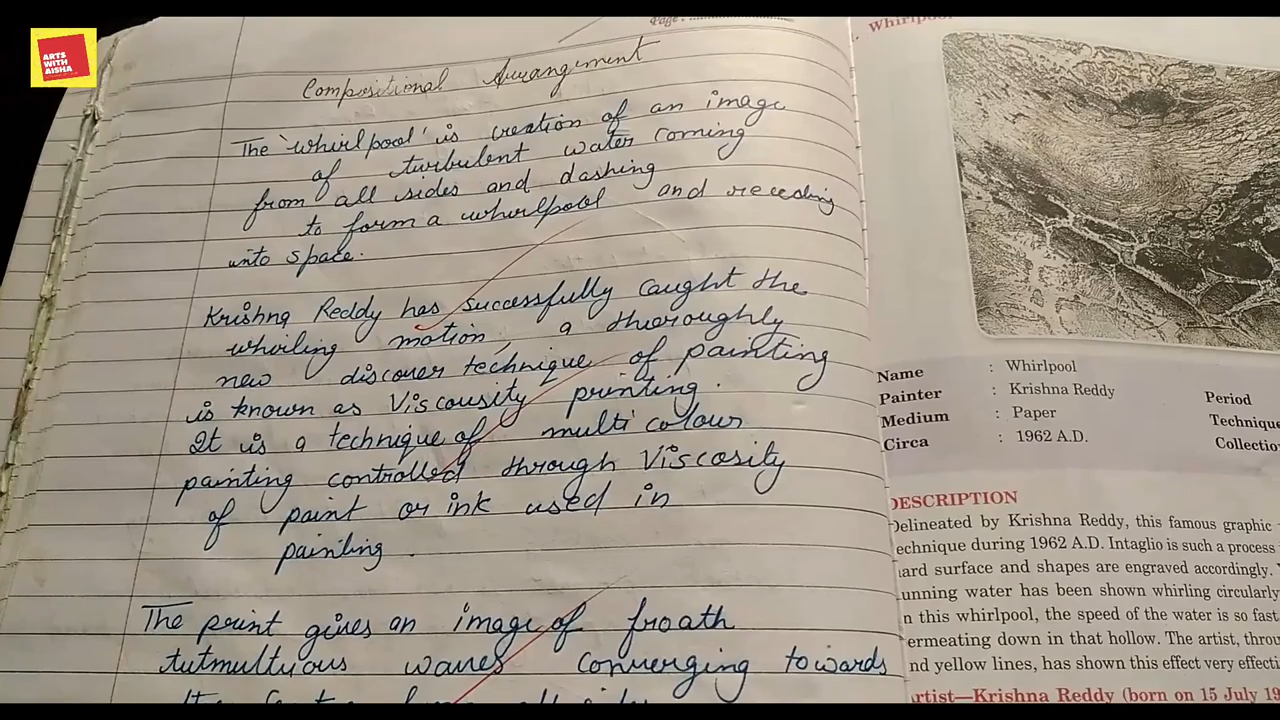 ARTS
WITH
AISHA
Page :
Compositional Arrangement
The 'whirlpool' is creation of an image
of turbulent water coming
from all sides and dashing
to form a whirlpool and receding
into space.
Krishna Reddy has successfully caught the
whirling motion, a thoroughly
new discover technique of painting
is known as Viscousity printing.
It is a technique of multi colour
painting controlled through Viscosity
of paint or ink used in
painting.
The print gives an image of froath
tutmultuous waves converging towards
Whirlpool
Name : Whirlpool
Painter : Krishna Reddy
Period
Medium : Paper
Technique
Circa : 1962 A.D.
Collectio
DESCRIPTION
Delineated by Krishna Reddy, this famous graphic
echnique during 1962 A.D. Intaglio is such a process
ard surface and shapes are engraved accordingly.
unning water has been shown whirling circularly
n this whirlpool, the speed of the water is so fast
ermeating down in that hollow. The artist, throu
nd yellow lines, has shown this effect very effecti
rtist—Krishna Reddy (born on 15 July 19